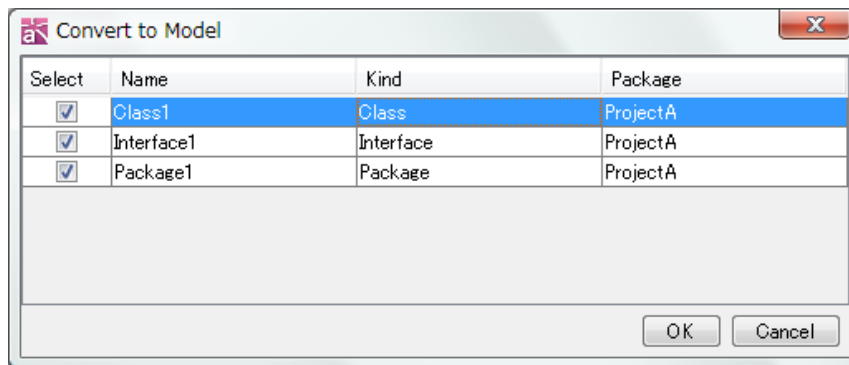 Convert to Model
Select Name Kind Package
Class1 Class ProjectA
Interface1 Interface ProjectA
Package1 Package ProjectA
OK Cancel